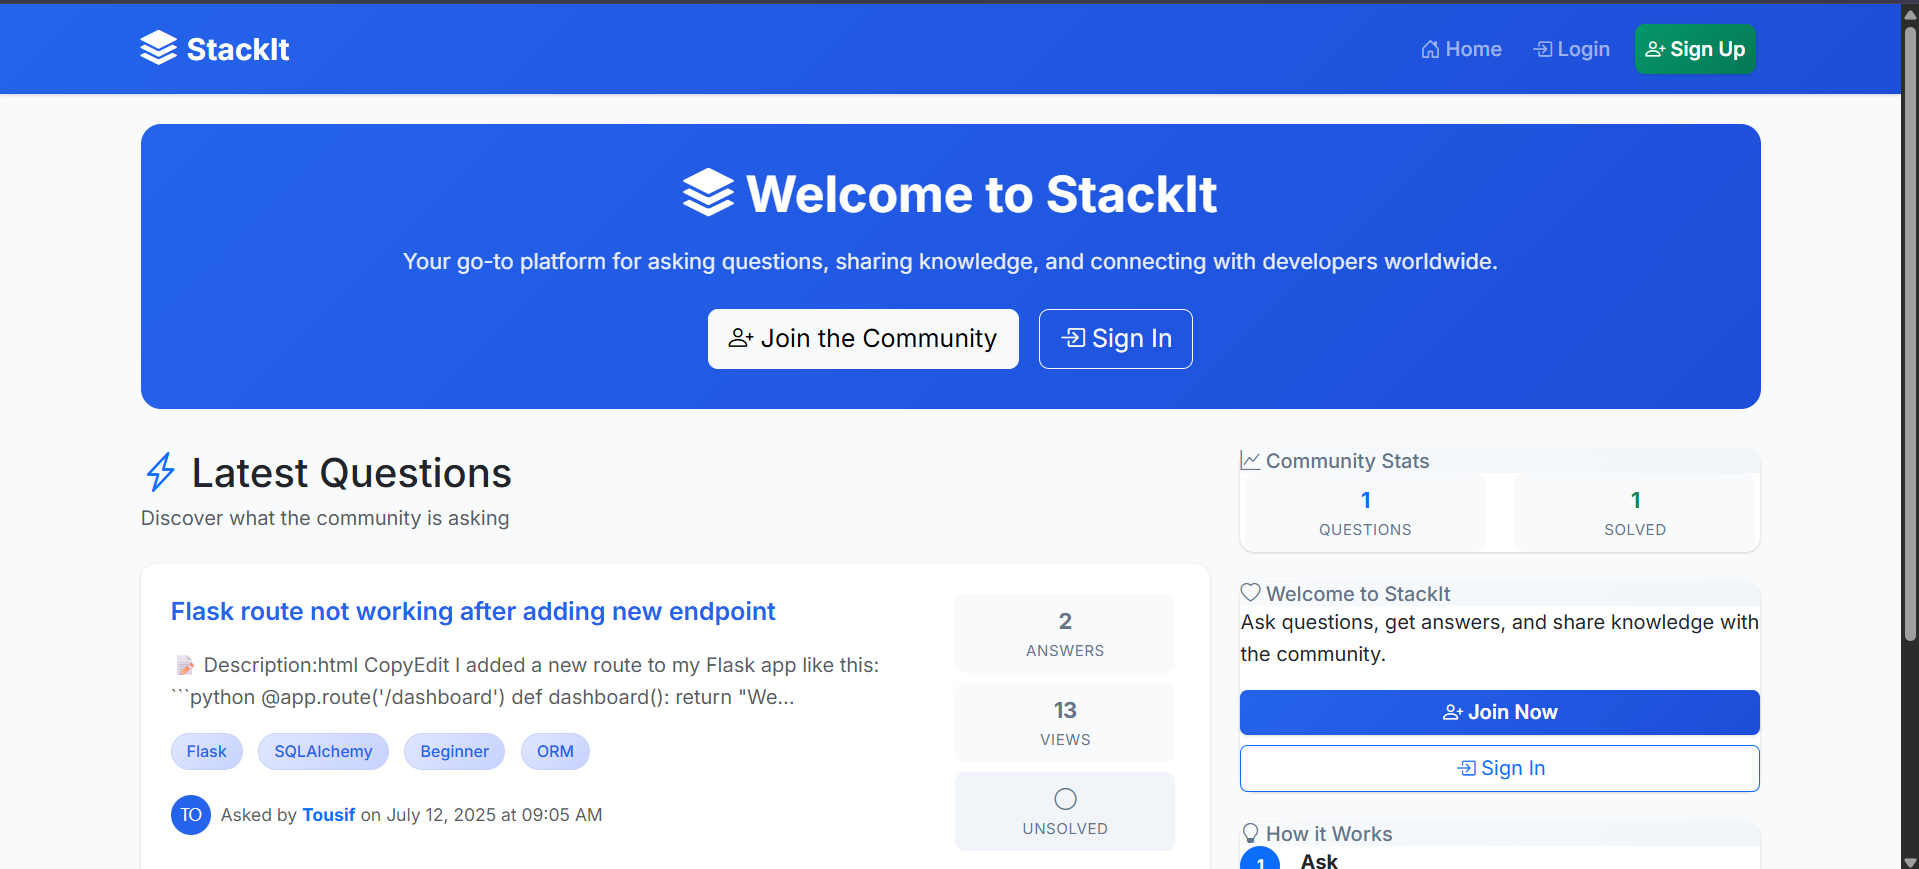 StackIt
Home
Login
Sign Up
Welcome to StackIt
Your go-to platform for asking questions, sharing knowledge, and connecting with developers worldwide.
Join the Community
Sign In
Latest Questions
Discover what the community is asking
Flask route not working after adding new endpoint
Description:html CopyEdit I added a new route to my Flask app like this:
```python @app.route('/dashboard') def dashboard(): return "We...
Flask
SQLAlchemy
Beginner
ORM
TO
Asked by Tousif on July 12, 2025 at 09:05 AM
2
ANSWERS
13
VIEWS
UNSOLVED
Community Stats
1
QUESTIONS
1
SOLVED
Welcome to StackIt
Ask questions, get answers, and share knowledge with
the community.
Join Now
Sign In
How it Works
1
Ask